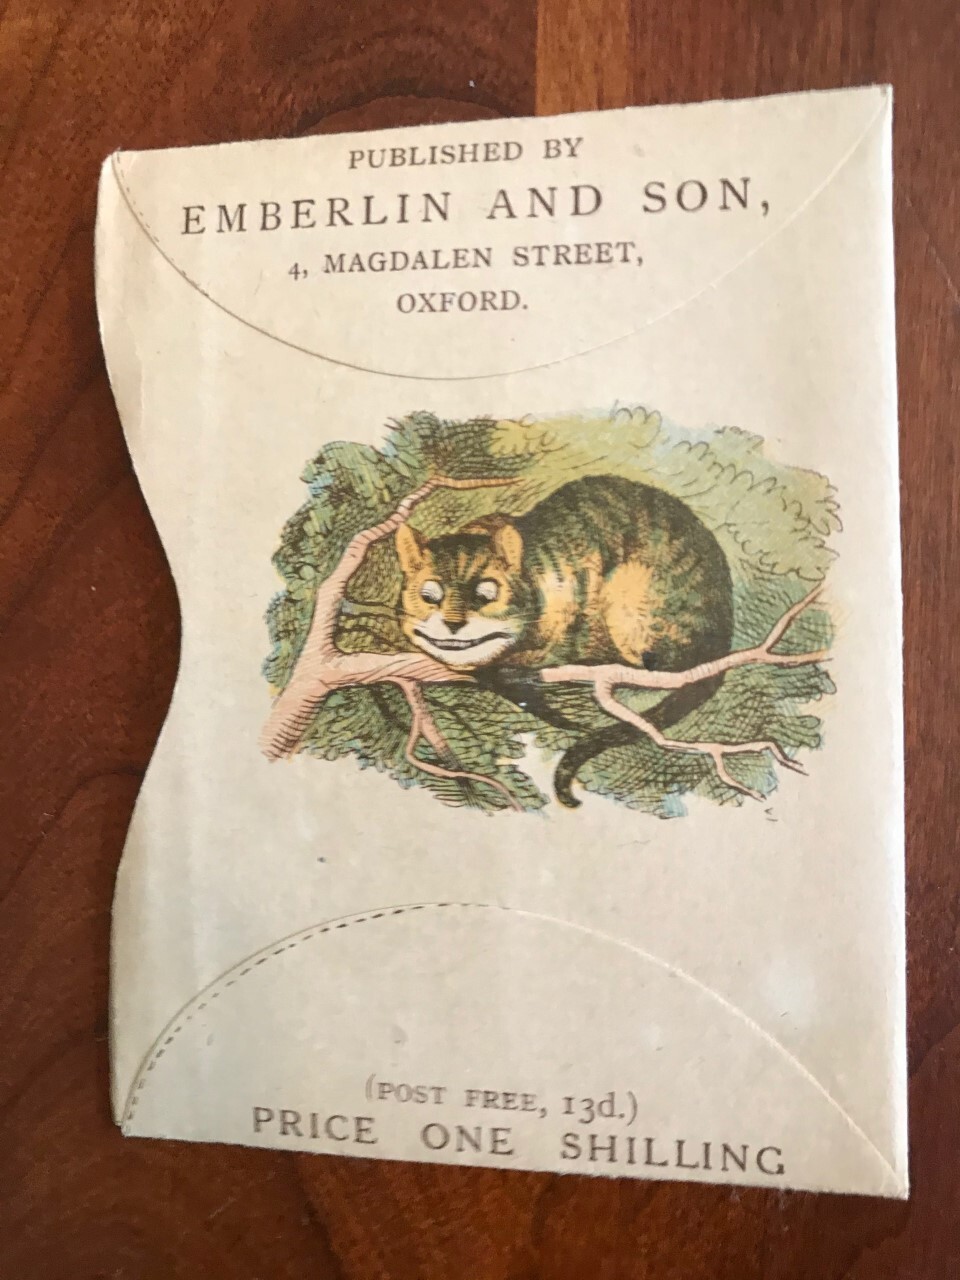 PUBLISHED BY
EMBERLIN AND SON,
4, MAGDALEN STREET,
OXFORD.
(POST FREE, 13d.)
PRICE ONE SHILLING